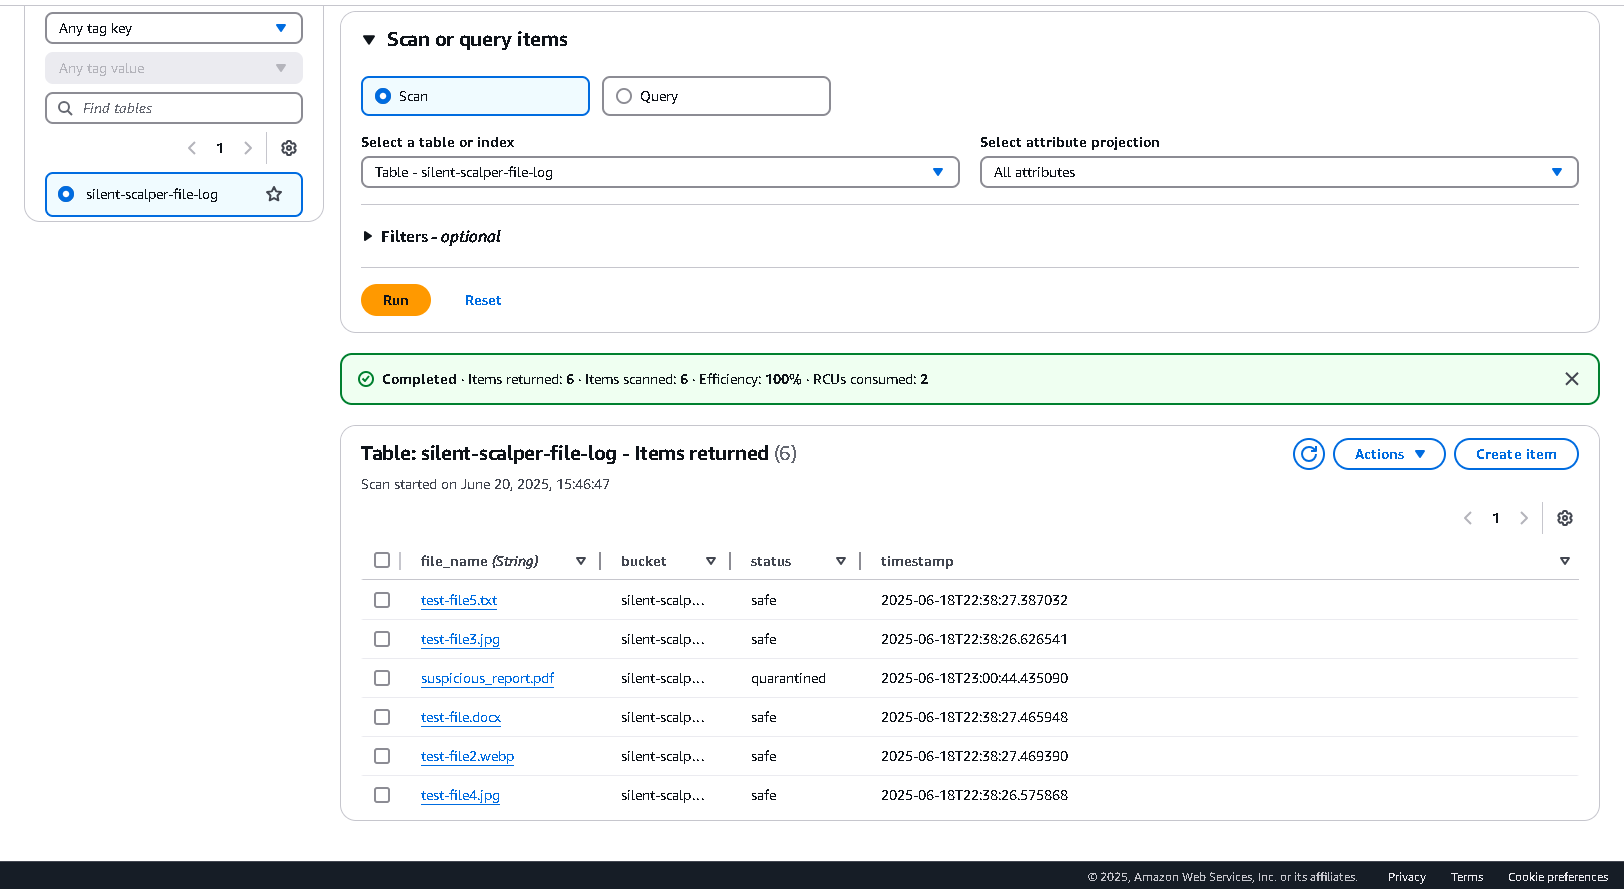 Any tag key
Any tag value
Find tables
1
silent-scalper-file-log
Scan or query items
Scan
Query
Select a table or index
Select attribute projection
Table - silent-scalper-file-log
All attributes
Filters - optional
Run
Reset
Completed · Items returned: 6 · Items scanned: 6 · Efficiency: 100% · RCUs consumed: 2
Table: silent-scalper-file-log - Items returned (6)
Actions
Create item
Scan started on June 20, 2025, 15:46:47
1
file_name (String) bucket status timestamp
test-file5.txt silent-scalp... safe 2025-06-18T22:38:27.387032
test-file3.jpg silent-scalp... safe 2025-06-18T22:38:26.626541
suspicious_report.pdf silent-scalp... quarantined 2025-06-18T23:00:44.435090
test-file.docx silent-scalp... safe 2025-06-18T22:38:27.465948
test-file2.webp silent-scalp... safe 2025-06-18T22:38:27.469390
test-file4.jpg silent-scalp... safe 2025-06-18T22:38:26.575868
© 2025, Amazon Web Services, Inc. or its affiliates. Privacy Terms Cookie preferences